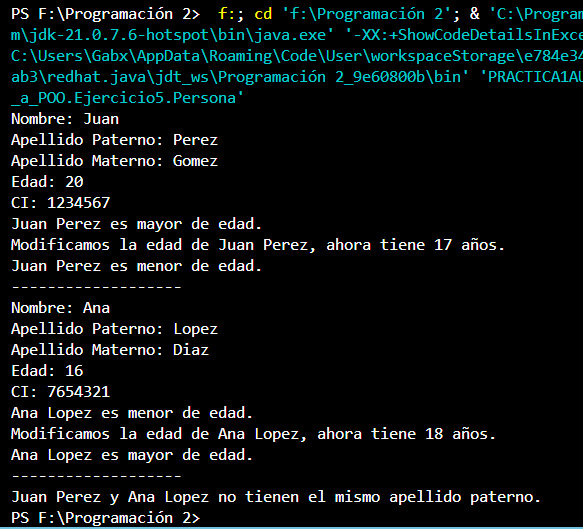 PS F:\Programación 2>  f:; cd 'f:\Programación 2'; & 'C:\Program
m\jdk-21.0.7.6-hotspot\bin\java.exe' '-XX:+ShowCodeDetailsInExce
C:\Users\Gabx\AppData\Roaming\Code\User\workspaceStorage\e784e34
ab3\redhat.java\jdt_ws\Programación 2_9e60800b\bin' 'PRACTICA1AU
_a_POO.Ejercicio5.Persona'
Nombre: Juan
Apellido Paterno: Perez
Apellido Materno: Gomez
Edad: 20
CI: 1234567
Juan Perez es mayor de edad.
Modificamos la edad de Juan Perez, ahora tiene 17 años.
Juan Perez es menor de edad.
-------------------
Nombre: Ana
Apellido Paterno: Lopez
Apellido Materno: Diaz
Edad: 16
CI: 7654321
Ana Lopez es menor de edad.
Modificamos la edad de Ana Lopez, ahora tiene 18 años.
Ana Lopez es mayor de edad.
-------------------
Juan Perez y Ana Lopez no tienen el mismo apellido paterno.
PS F:\Programación 2>